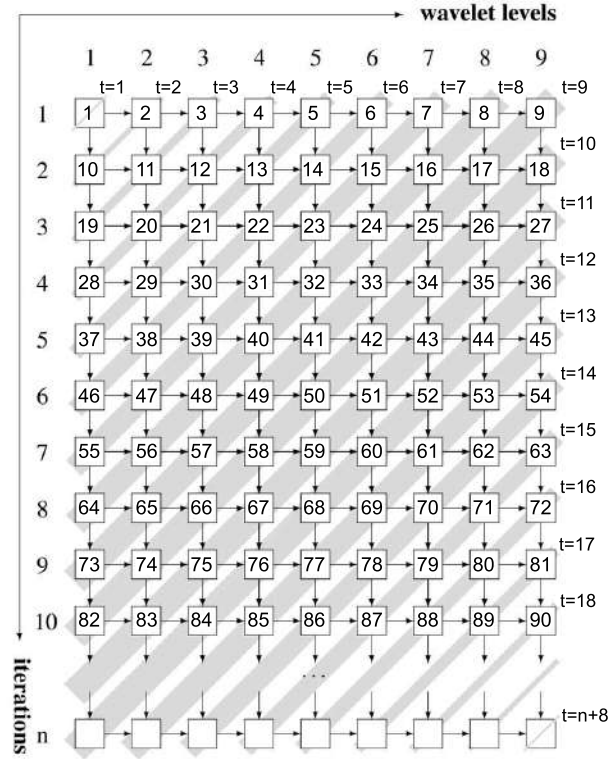 wavelet levels
1 2 3 4 5 6 7 8 9
t=1 t=2 t=3 t=4 t=5 t=6 t=7 t=8 t=9
1 1 2 3 4 5 6 7 8 9
t=10
2 10 11 12 13 14 15 16 17 18
t=11
3 19 20 21 22 23 24 25 26 27
t=12
4 28 29 30 31 32 33 34 35 36
t=13
5 37 38 39 40 41 42 43 44 45
t=14
6 46 47 48 49 50 51 52 53 54
t=15
7 55 56 57 58 59 60 61 62 63
t=16
8 64 65 66 67 68 69 70 71 72
t=17
9 73 74 75 76 77 78 79 80 81
t=18
10 82 83 84 85 86 87 88 89 90
...
t=n+8
n
iterations